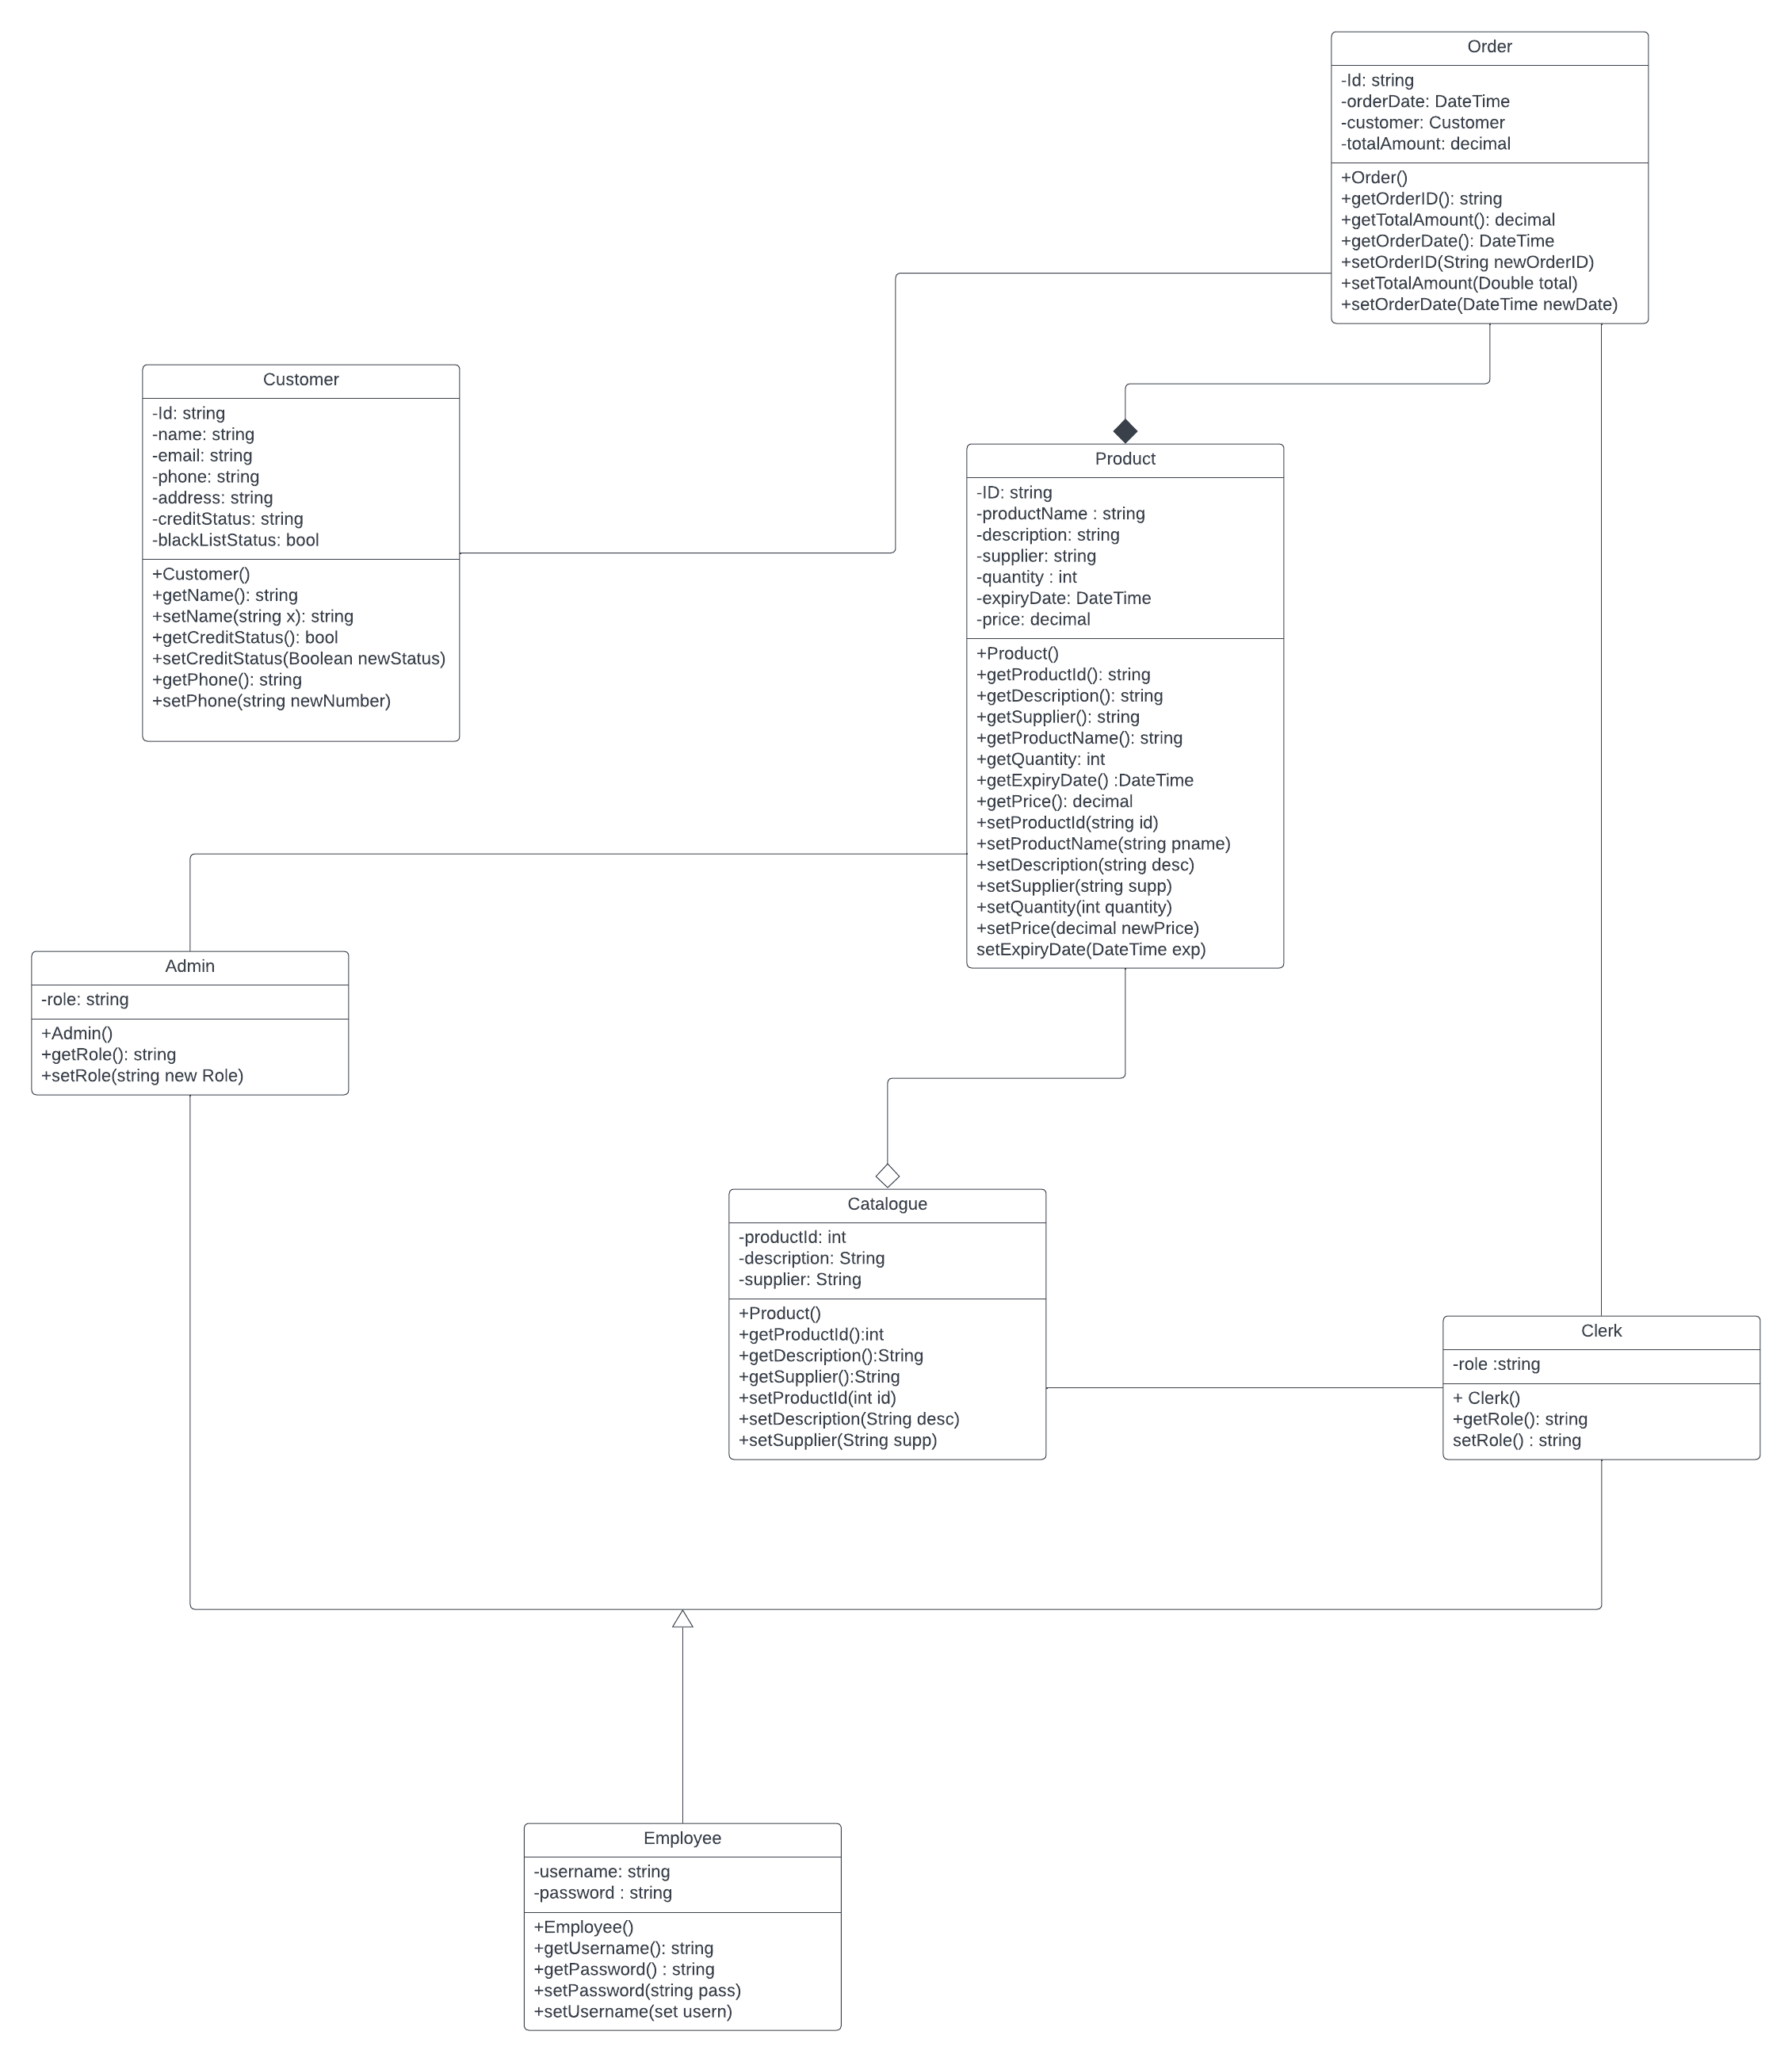 Order
-Id: string
-orderDate: DateTime
-customer: Customer
-totalAmount: decimal
+Order()
+getOrderID(): string
+getTotalAmount(): decimal
+getOrderDate(): DateTime
+setOrderID(String newOrderID)
+setTotalAmount(Double total)
+setOrderDate(DateTime newDate)
Customer
-Id: string
-name: string
-email: string
-phone: string
-address: string
-creditStatus: string
-blackListStatus: bool
+Customer()
+getName(): string
+setName(string x): string
+getCreditStatus(): bool
+setCreditStatus(Boolean newStatus)
+getPhone(): string
+setPhone(string newNumber)
Product
-ID: string
-productName : string
-description: string
-supplier: string
-quantity : int
-expiryDate: DateTime
-price: decimal
+Product()
+getProductId(): string
+getDescription(): string
+getSupplier(): string
+getProductName(): string
+getQuantity: int
+getExpiryDate() :DateTime
+getPrice(): decimal
+setProductId(string id)
+setProductName(string pname)
+setDescription(string desc)
+setSupplier(string supp)
+setQuantity(int quantity)
+setPrice(decimal newPrice)
setExpiryDate(DateTime exp)
Admin
-role: string
+Admin()
+getRole(): string
+setRole(string new Role)
Catalogue
-productId: int
-description: String
-supplier: String
+Product()
+getProductId():int
+getDescription():String
+getSupplier():String
+setProductId(int id)
+setDescription(String desc)
+setSupplier(String supp)
Clerk
-role :string
+ Clerk()
+getRole(): string
setRole() : string
Employee
-username: string
-password : string
+Employee()
+getUsername(): string
+getPassword() : string
+setPassword(string pass)
+setUsername(set usern)